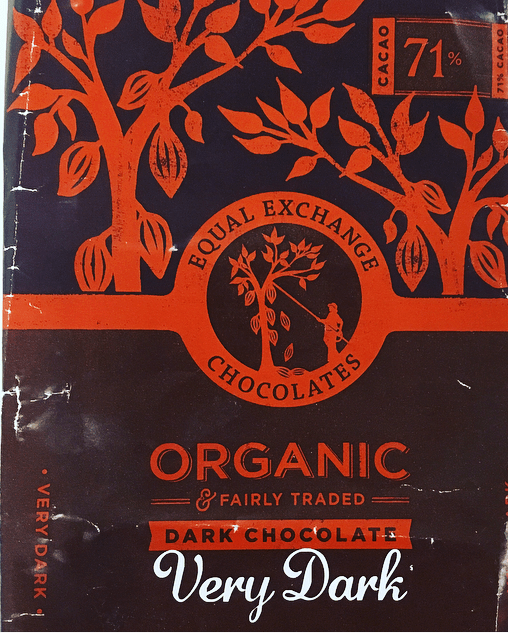 CACAO
71%
71% CACAO
EQUAL EXCHANGE
CHOCOLATES
ORGANIC
& FAIRLY TRADED
DARK CHOCOLATE
Very Dark
• VERY DARK •